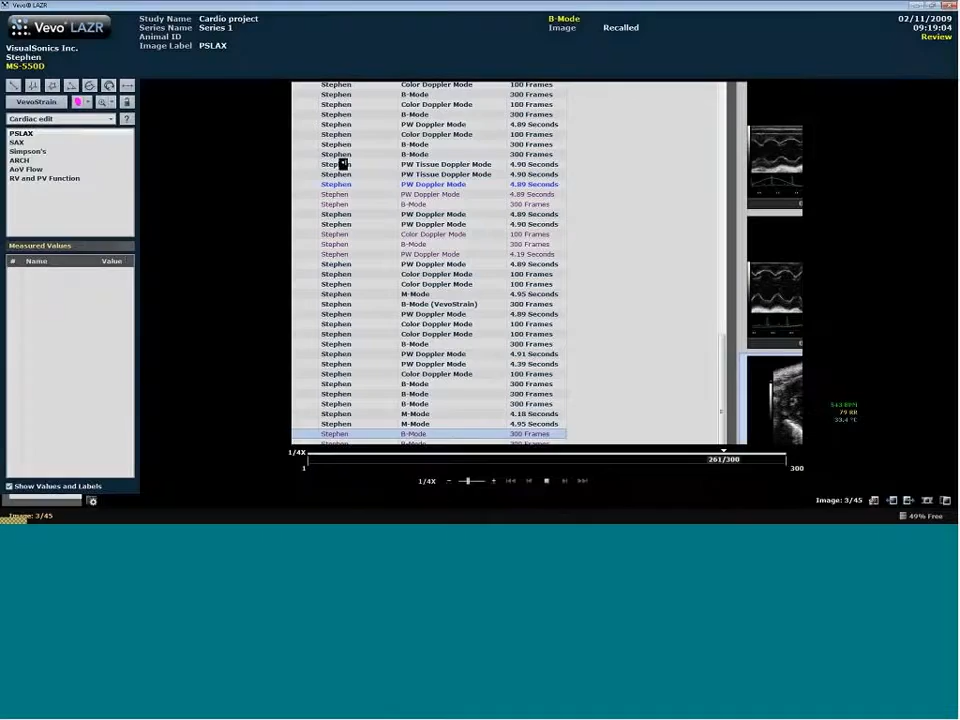 Vevo® LAZR
Vevo® LAZR
VisualSonics Inc.
Stephen
MS-550D
Study Name Cardio project
Series Name Series 1
Animal ID
Image Label PSLAX
B-Mode
Image Recalled
02/11/2009
09:19:04
Review
VevoStrain
Cardiac edit ?
PSLAX
SAX
Simpson's
ARCH
AoV Flow
RV and PV Function
Measured Values
# Name Value
Show Values and Labels
Stephen Color Doppler Mode 100 Frames
Stephen B-Mode 300 Frames
Stephen Color Doppler Mode 100 Frames
Stephen B-Mode 300 Frames
Stephen PW Doppler Mode 4.89 Seconds
Stephen Color Doppler Mode 100 Frames
Stephen B-Mode 300 Frames
Stephen B-Mode 300 Frames
PW Tissue Doppler Mode 4.90 Seconds
Stephen PW Tissue Doppler Mode 4.90 Seconds
Stephen PW Doppler Mode 4.89 Seconds
Stephen PW Doppler Mode 4.89 Seconds
Stephen B-Mode 300 Frames
Stephen PW Doppler Mode 4.89 Seconds
Stephen PW Doppler Mode 4.90 Seconds
Stephen Color Doppler Mode 100 Frames
Stephen B-Mode 300 Frames
Stephen PW Doppler Mode 4.19 Seconds
Stephen PW Doppler Mode 4.89 Seconds
Stephen Color Doppler Mode 100 Frames
Stephen Color Doppler Mode 100 Frames
Stephen M-Mode 4.95 Seconds
Stephen B-Mode (VevoStrain) 300 Frames
Stephen PW Doppler Mode 4.89 Seconds
Stephen Color Doppler Mode 100 Frames
Stephen Color Doppler Mode 100 Frames
Stephen B-Mode 300 Frames
Stephen PW Doppler Mode 4.91 Seconds
Stephen PW Doppler Mode 4.39 Seconds
Stephen Color Doppler Mode 100 Frames
Stephen B-Mode 300 Frames
Stephen B-Mode 300 Frames
Stephen B-Mode 300 Frames
Stephen M-Mode 4.18 Seconds
Stephen M-Mode 4.95 Seconds
Stephen B-Mode 300 Frames
Stephen B-Mode 300 Frames
79 RR
33.4 °C
1/4X
261/300
1 300
1/4X - +
Image: 3/45
Image: 3/45
49% Free